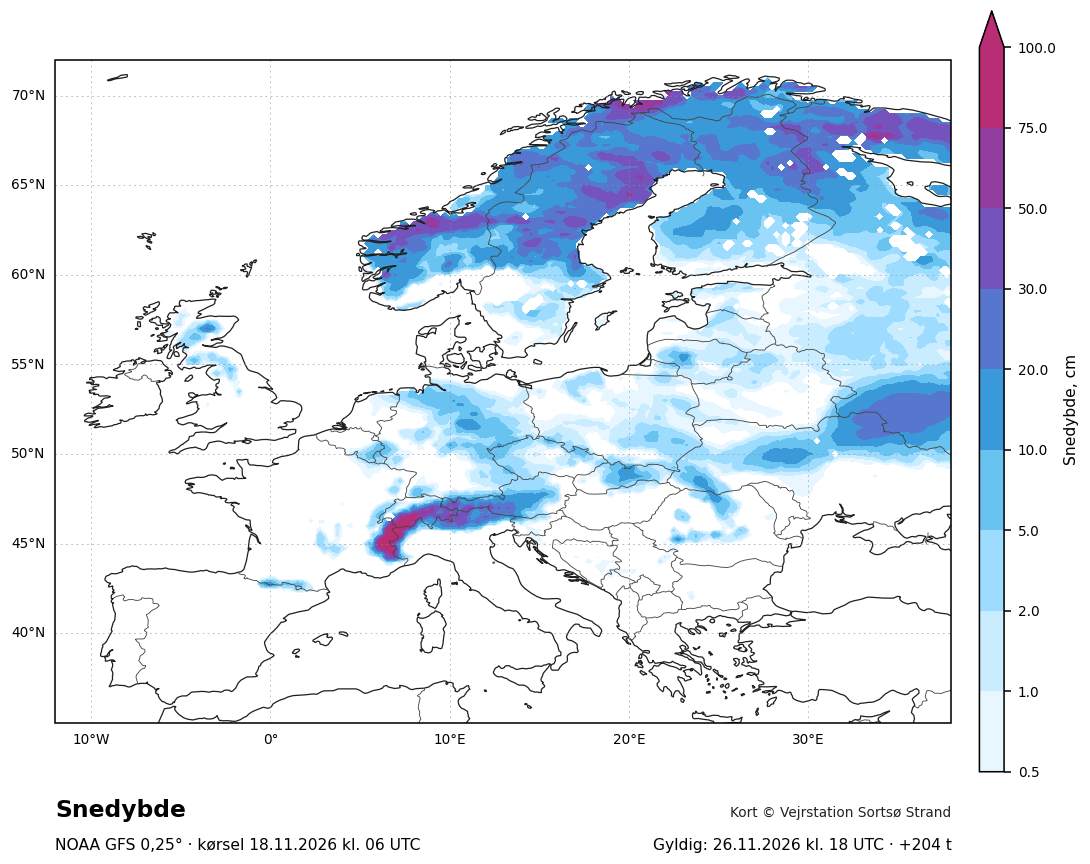 70°N
65°N
60°N
55°N
50°N
45°N
40°N
10°W
0°
10°E
20°E
30°E
100.0
75.0
50.0
30.0
20.0
10.0
5.0
2.0
1.0
0.5
Snedybde, cm
Snedybde
Kort © Vejrstation Sortsø Strand
NOAA GFS 0,25° · kørsel 18.11.2026 kl. 06 UTC
Gyldig: 26.11.2026 kl. 18 UTC · +204 t